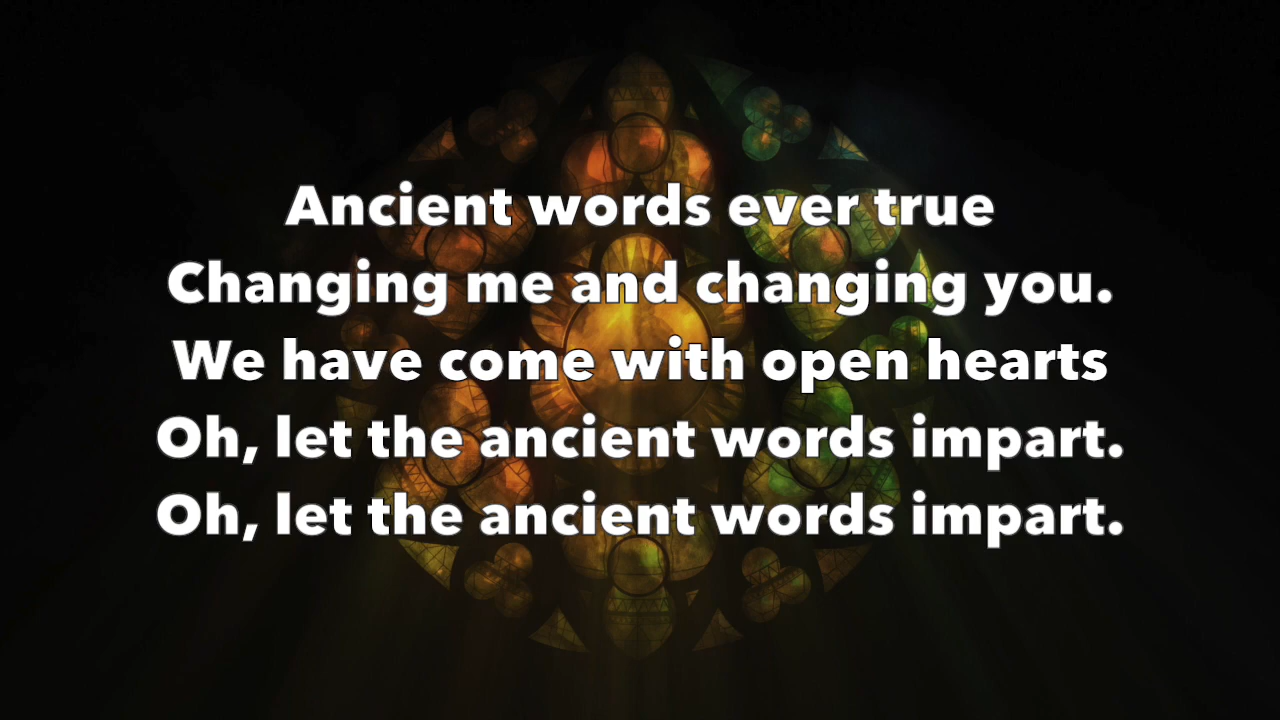 Ancient words ever true
Changing me and changing you.
We have come with open hearts
Oh, let the ancient words impart.
Oh, let the ancient words impart.